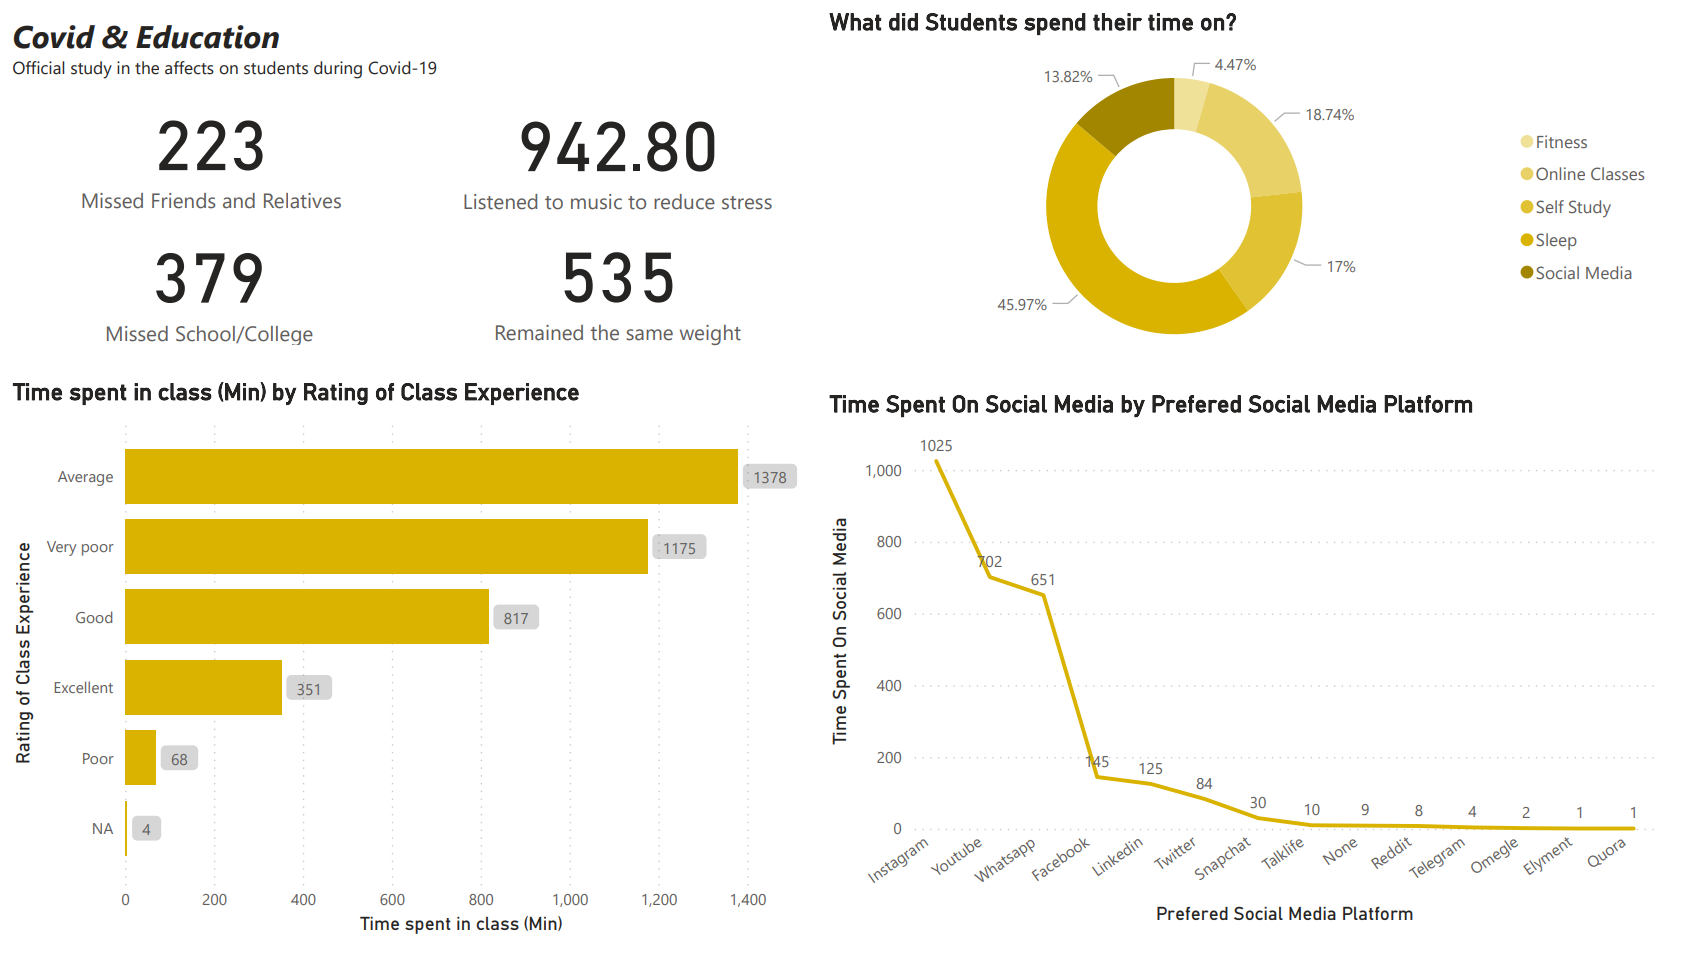 Covid & Education
Official study in the affects on students during Covid-19
223
Missed Friends and Relatives
942.80
Listened to music to reduce stress
379
Missed School/College
535
Remained the same weight
What did Students spend their time on?
4.47%
18.74%
17%
45.97%
13.82%
Fitness
Online Classes
Self Study
Sleep
Social Media
Time spent in class (Min) by Rating of Class Experience
Rating of Class Experience
Average
1378
Very poor
1175
Good
817
Excellent
351
Poor
68
NA
4
0 200 400 600 800 1,000 1,200 1,400
Time spent in class (Min)
Time Spent On Social Media by Prefered Social Media Platform
Time Spent On Social Media
1,000
800
600
400
200
0
1025 702 651 145 125 84 30 10 9 8 4 2 1 1
Instagram Youtube Whatsapp Facebook Linkedin Twitter Snapchat Talklife None Reddit Telegram Omegle Elyment Quora
Prefered Social Media Platform